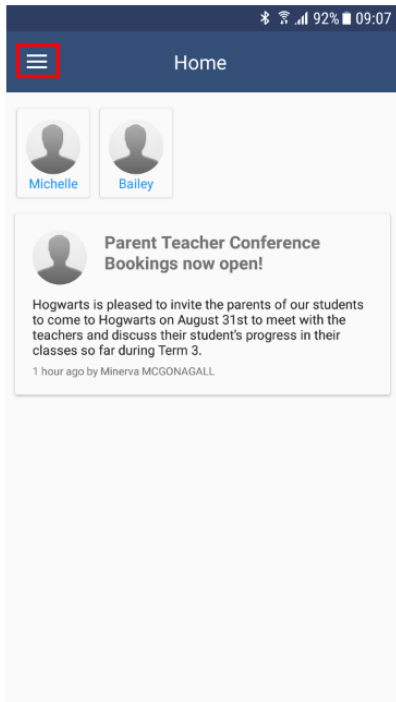 92% 09:07
Home
Michelle Bailey
Parent Teacher Conference
Bookings now open!
Hogwarts is pleased to invite the parents of our students
to come to Hogwarts on August 31st to meet with the
teachers and discuss their student's progress in their
classes so far during Term 3.
1 hour ago by Minerva MCGONAGALL